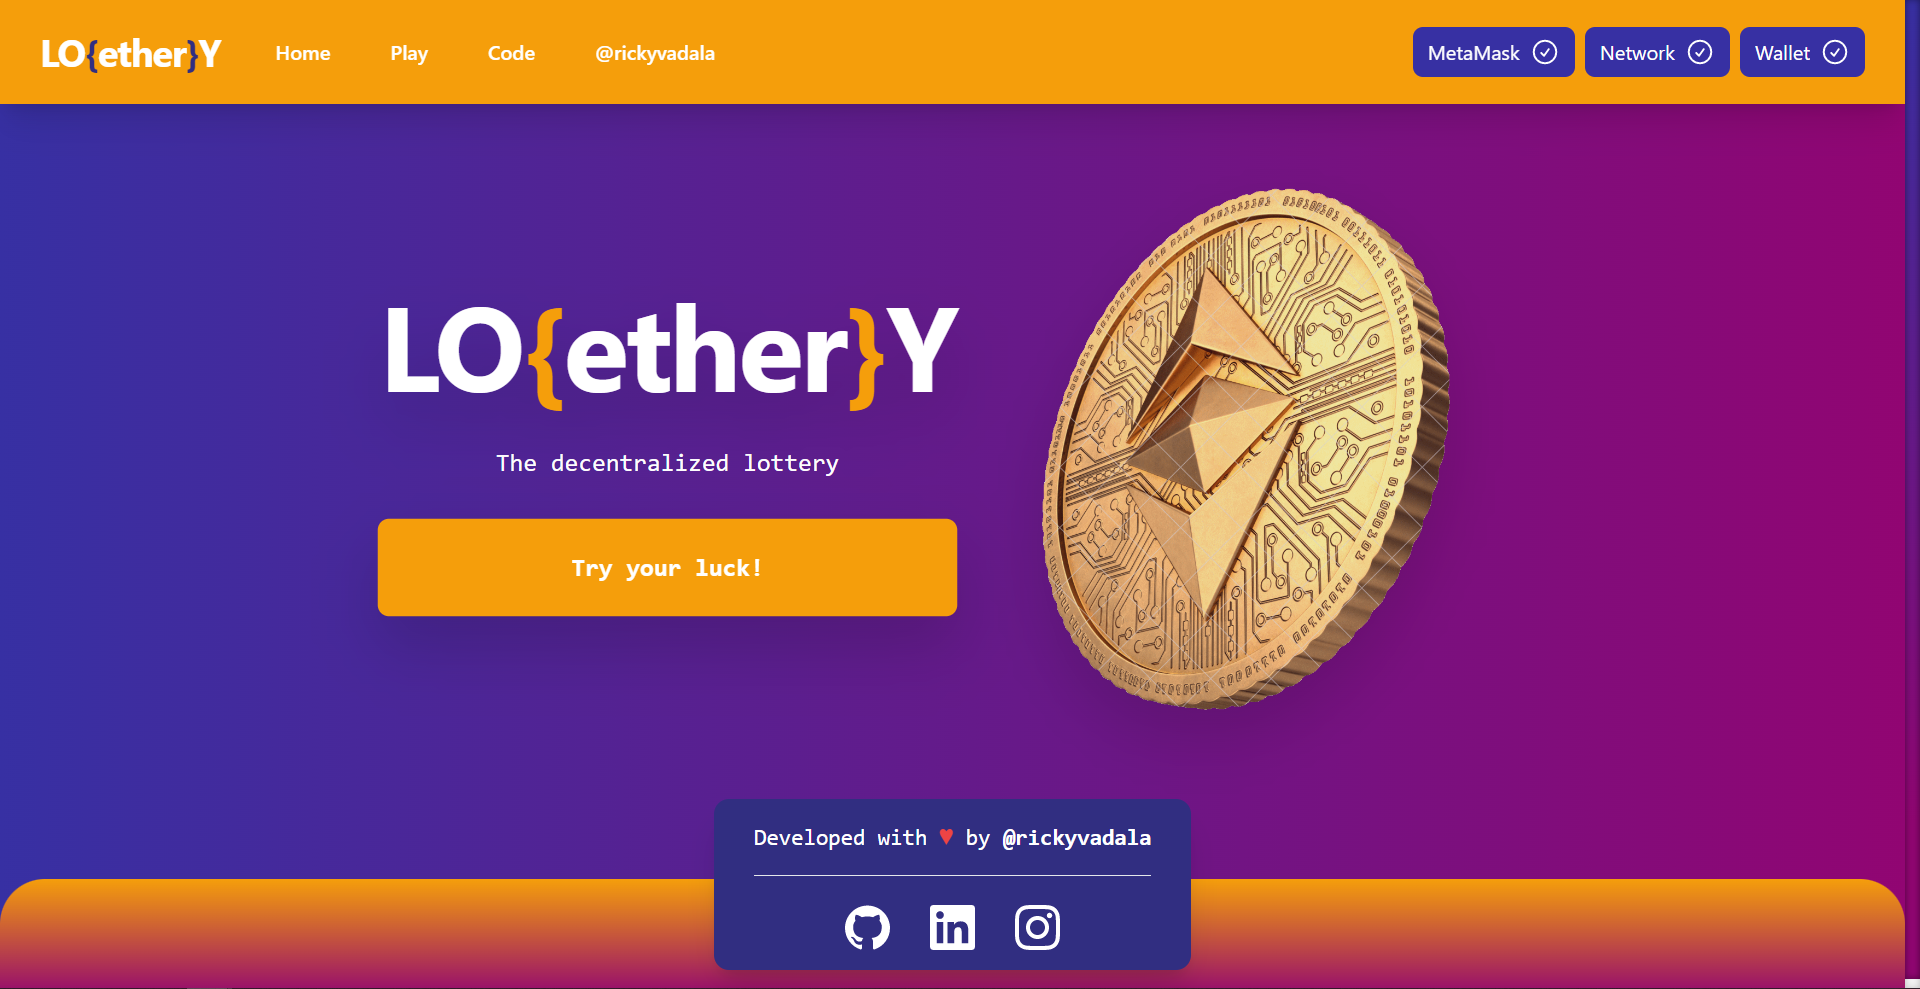 LO{ether}Y
Home
Play
Code
@rickyvadala
MetaMask
Network
Wallet
LO{ether}Y
The decentralized lottery
Try your luck!
Developed with ♥ by @rickyvadala
in